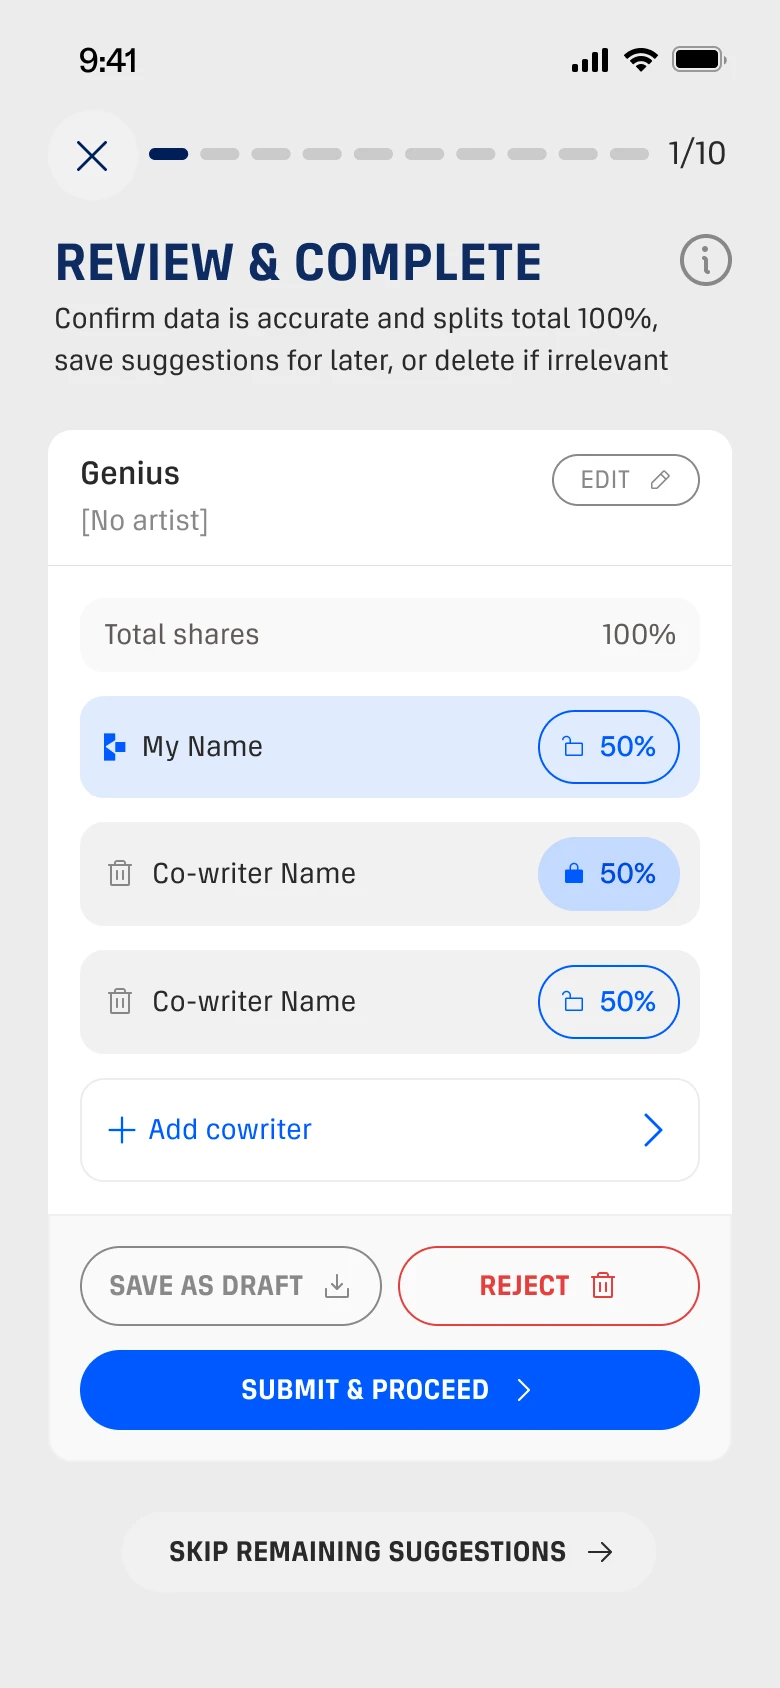 9:41
1/10
REVIEW & COMPLETE
Confirm data is accurate and splits total 100%,
save suggestions for later, or delete if irrelevant
Genius
EDIT
[No artist]
Total shares 100%
My Name 50%
Co-writer Name 50%
Co-writer Name 50%
Add cowriter
SAVE AS DRAFT
REJECT
SUBMIT & PROCEED
SKIP REMAINING SUGGESTIONS